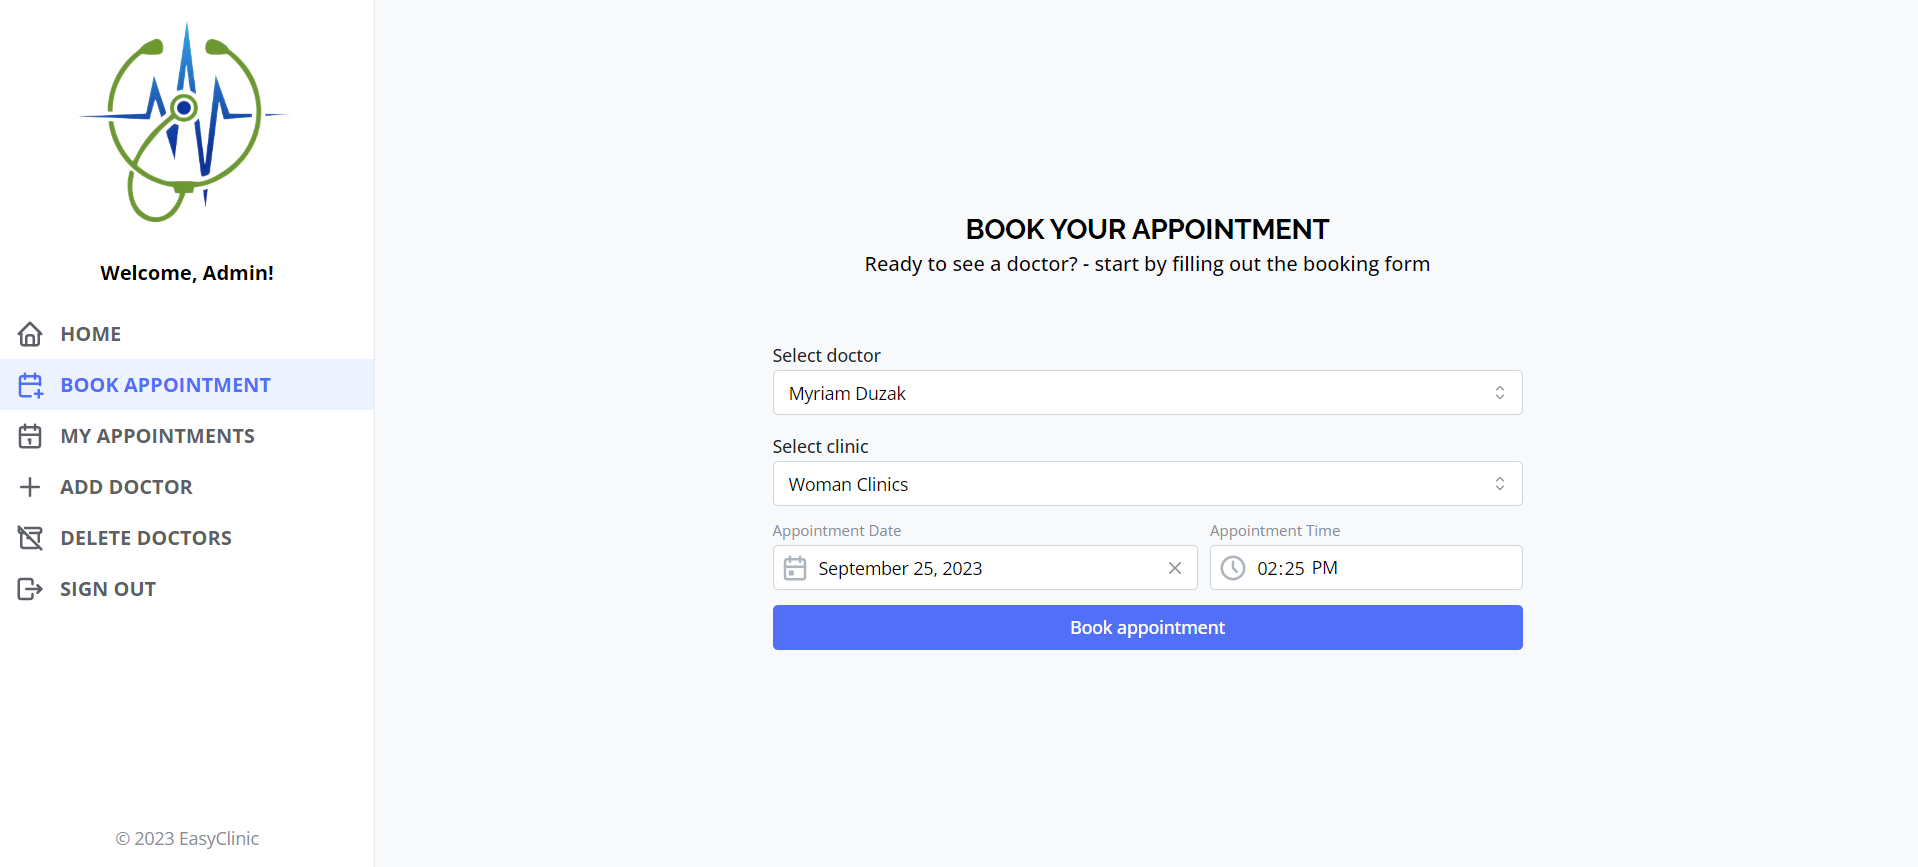 Welcome, Admin!
HOME
BOOK APPOINTMENT
MY APPOINTMENTS
ADD DOCTOR
DELETE DOCTORS
SIGN OUT
© 2023 EasyClinic
BOOK YOUR APPOINTMENT
Ready to see a doctor? - start by filling out the booking form
Select doctor
Myriam Duzak
Select clinic
Woman Clinics
Appointment Date
September 25, 2023
Appointment Time
02:25 PM
Book appointment